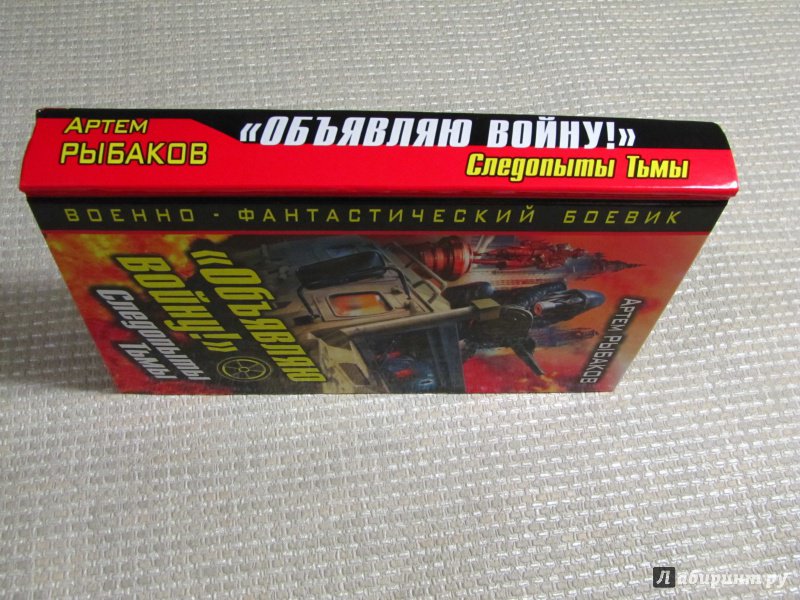 Артем
РЫБАКОВ
«ОБЪЯВЛЯЮ ВОЙНУ!»
Следопыты Тьмы
ВОЕННО - ФАНТАСТИЧЕСКИЙ БОЕВИК
Артем Рыбаков
«Объявляю
войну!»
Следопыты
Тьмы
Лабиринт.ру